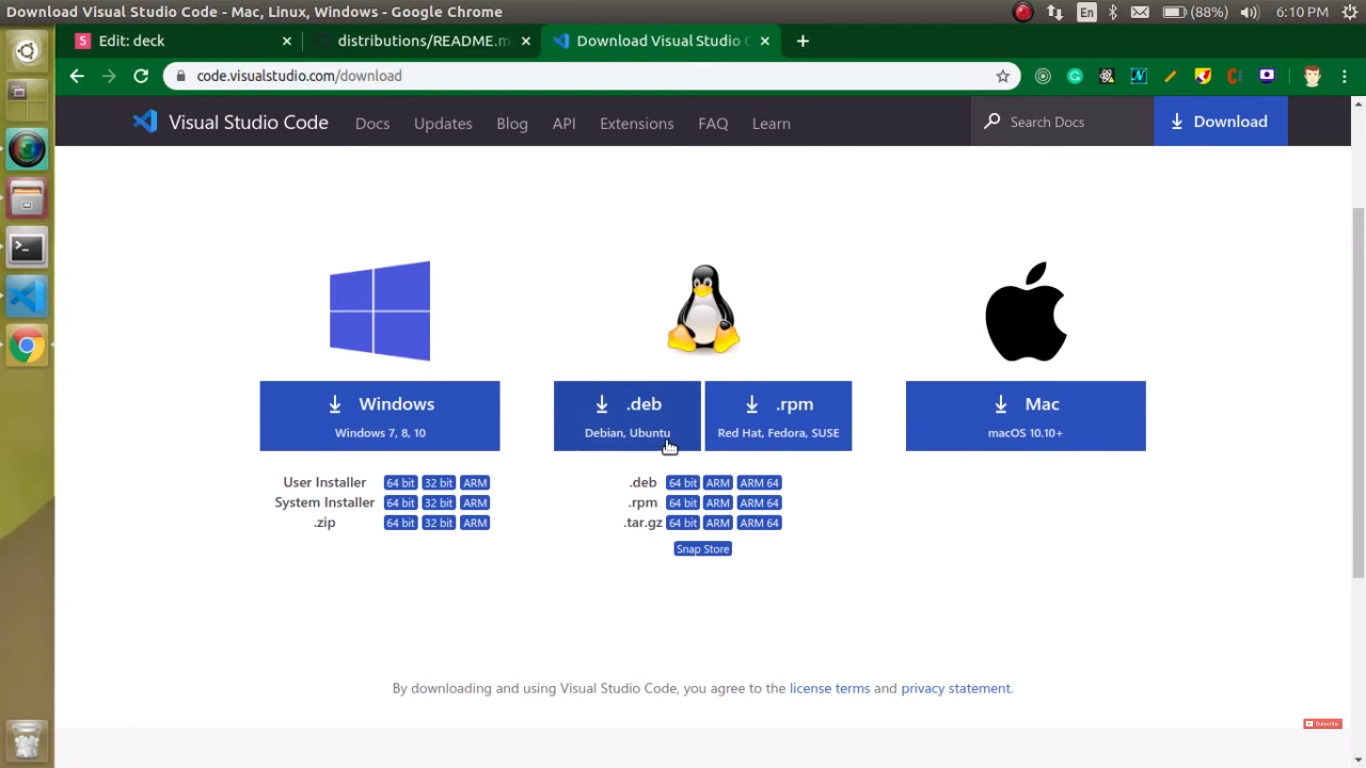 Download Visual Studio Code - Mac, Linux, Windows - Google Chrome
En
(88%)
6:10 PM
S Edit: deck
distributions/README.m
Download Visual Studio C
code.visualstudio.com/download
Visual Studio Code
Docs
Updates
Blog
API
Extensions
FAQ
Learn
Search Docs
Download
Windows
Windows 7, 8, 10
.deb
Debian, Ubuntu
.rpm
Red Hat, Fedora, SUSE
Mac
macOS 10.10+
User Installer 64 bit 32 bit ARM
System Installer 64 bit 32 bit ARM
.zip 64 bit 32 bit ARM
.deb 64 bit ARM ARM 64
.rpm 64 bit ARM ARM 64
.tar.gz 64 bit ARM ARM 64
Snap Store
By downloading and using Visual Studio Code, you agree to the license terms and privacy statement.
Subscribe